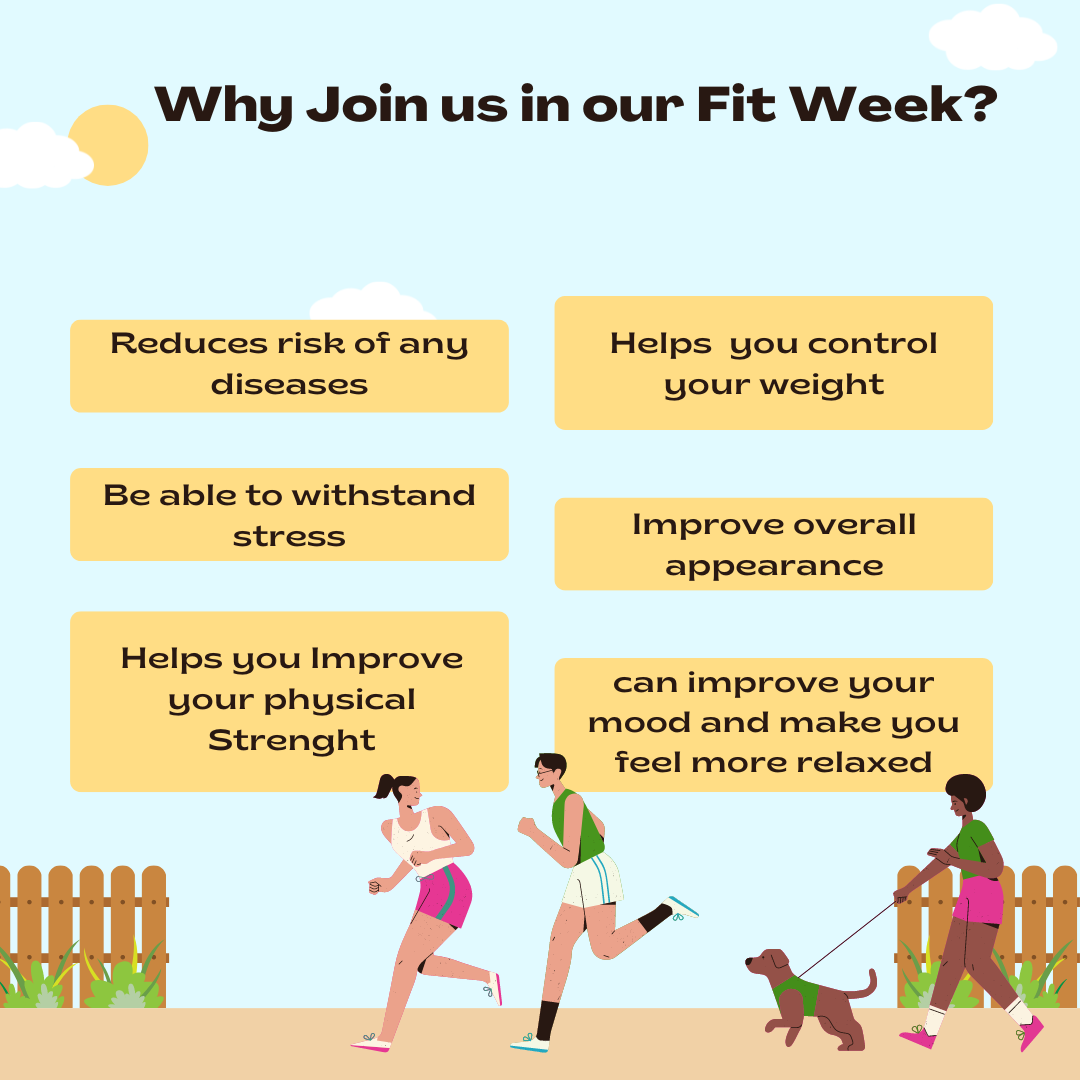 Why Join us in our Fit Week?
Reduces risk of any
diseases
Helps  you control
your weight
Be able to withstand
stress
Improve overall
appearance
Helps you Improve
your physical
Strenght
can improve your
mood and make you
feel more relaxed